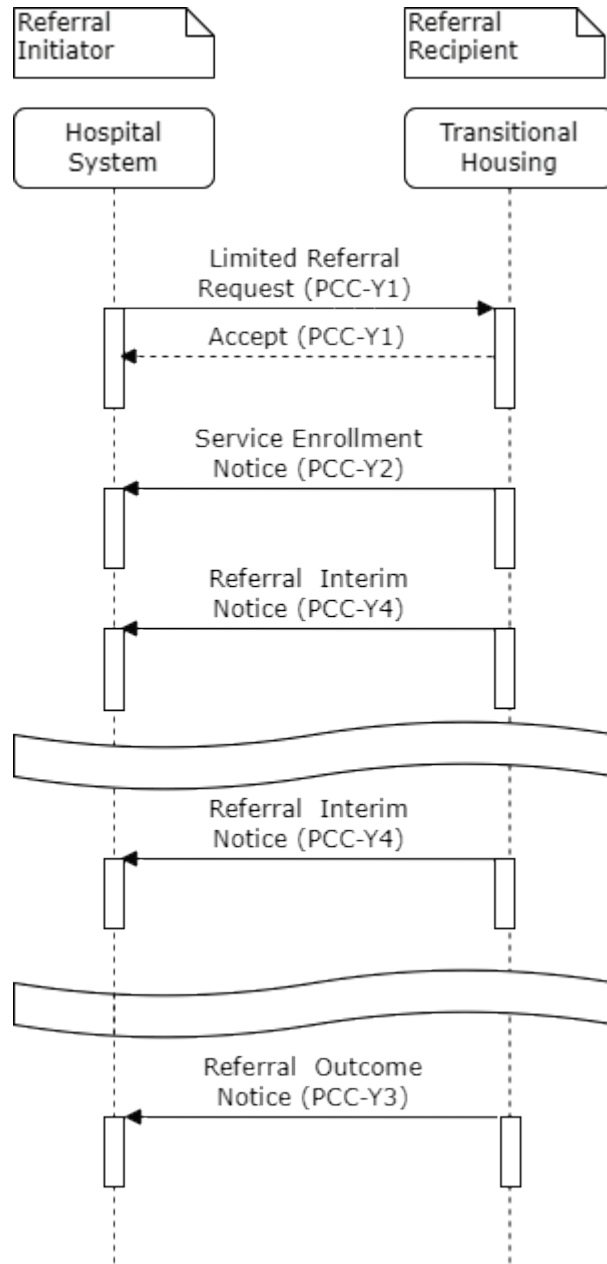 Referral
Initiator
Referral
Recipient
Hospital
System
Transitional
Housing
Limited Referral
Request (PCC-Y1)
Accept (PCC-Y1)
Service Enrollment
Notice (PCC-Y2)
Referral  Interim
Notice (PCC-Y4)
Referral  Interim
Notice (PCC-Y4)
Referral  Outcome
Notice (PCC-Y3)